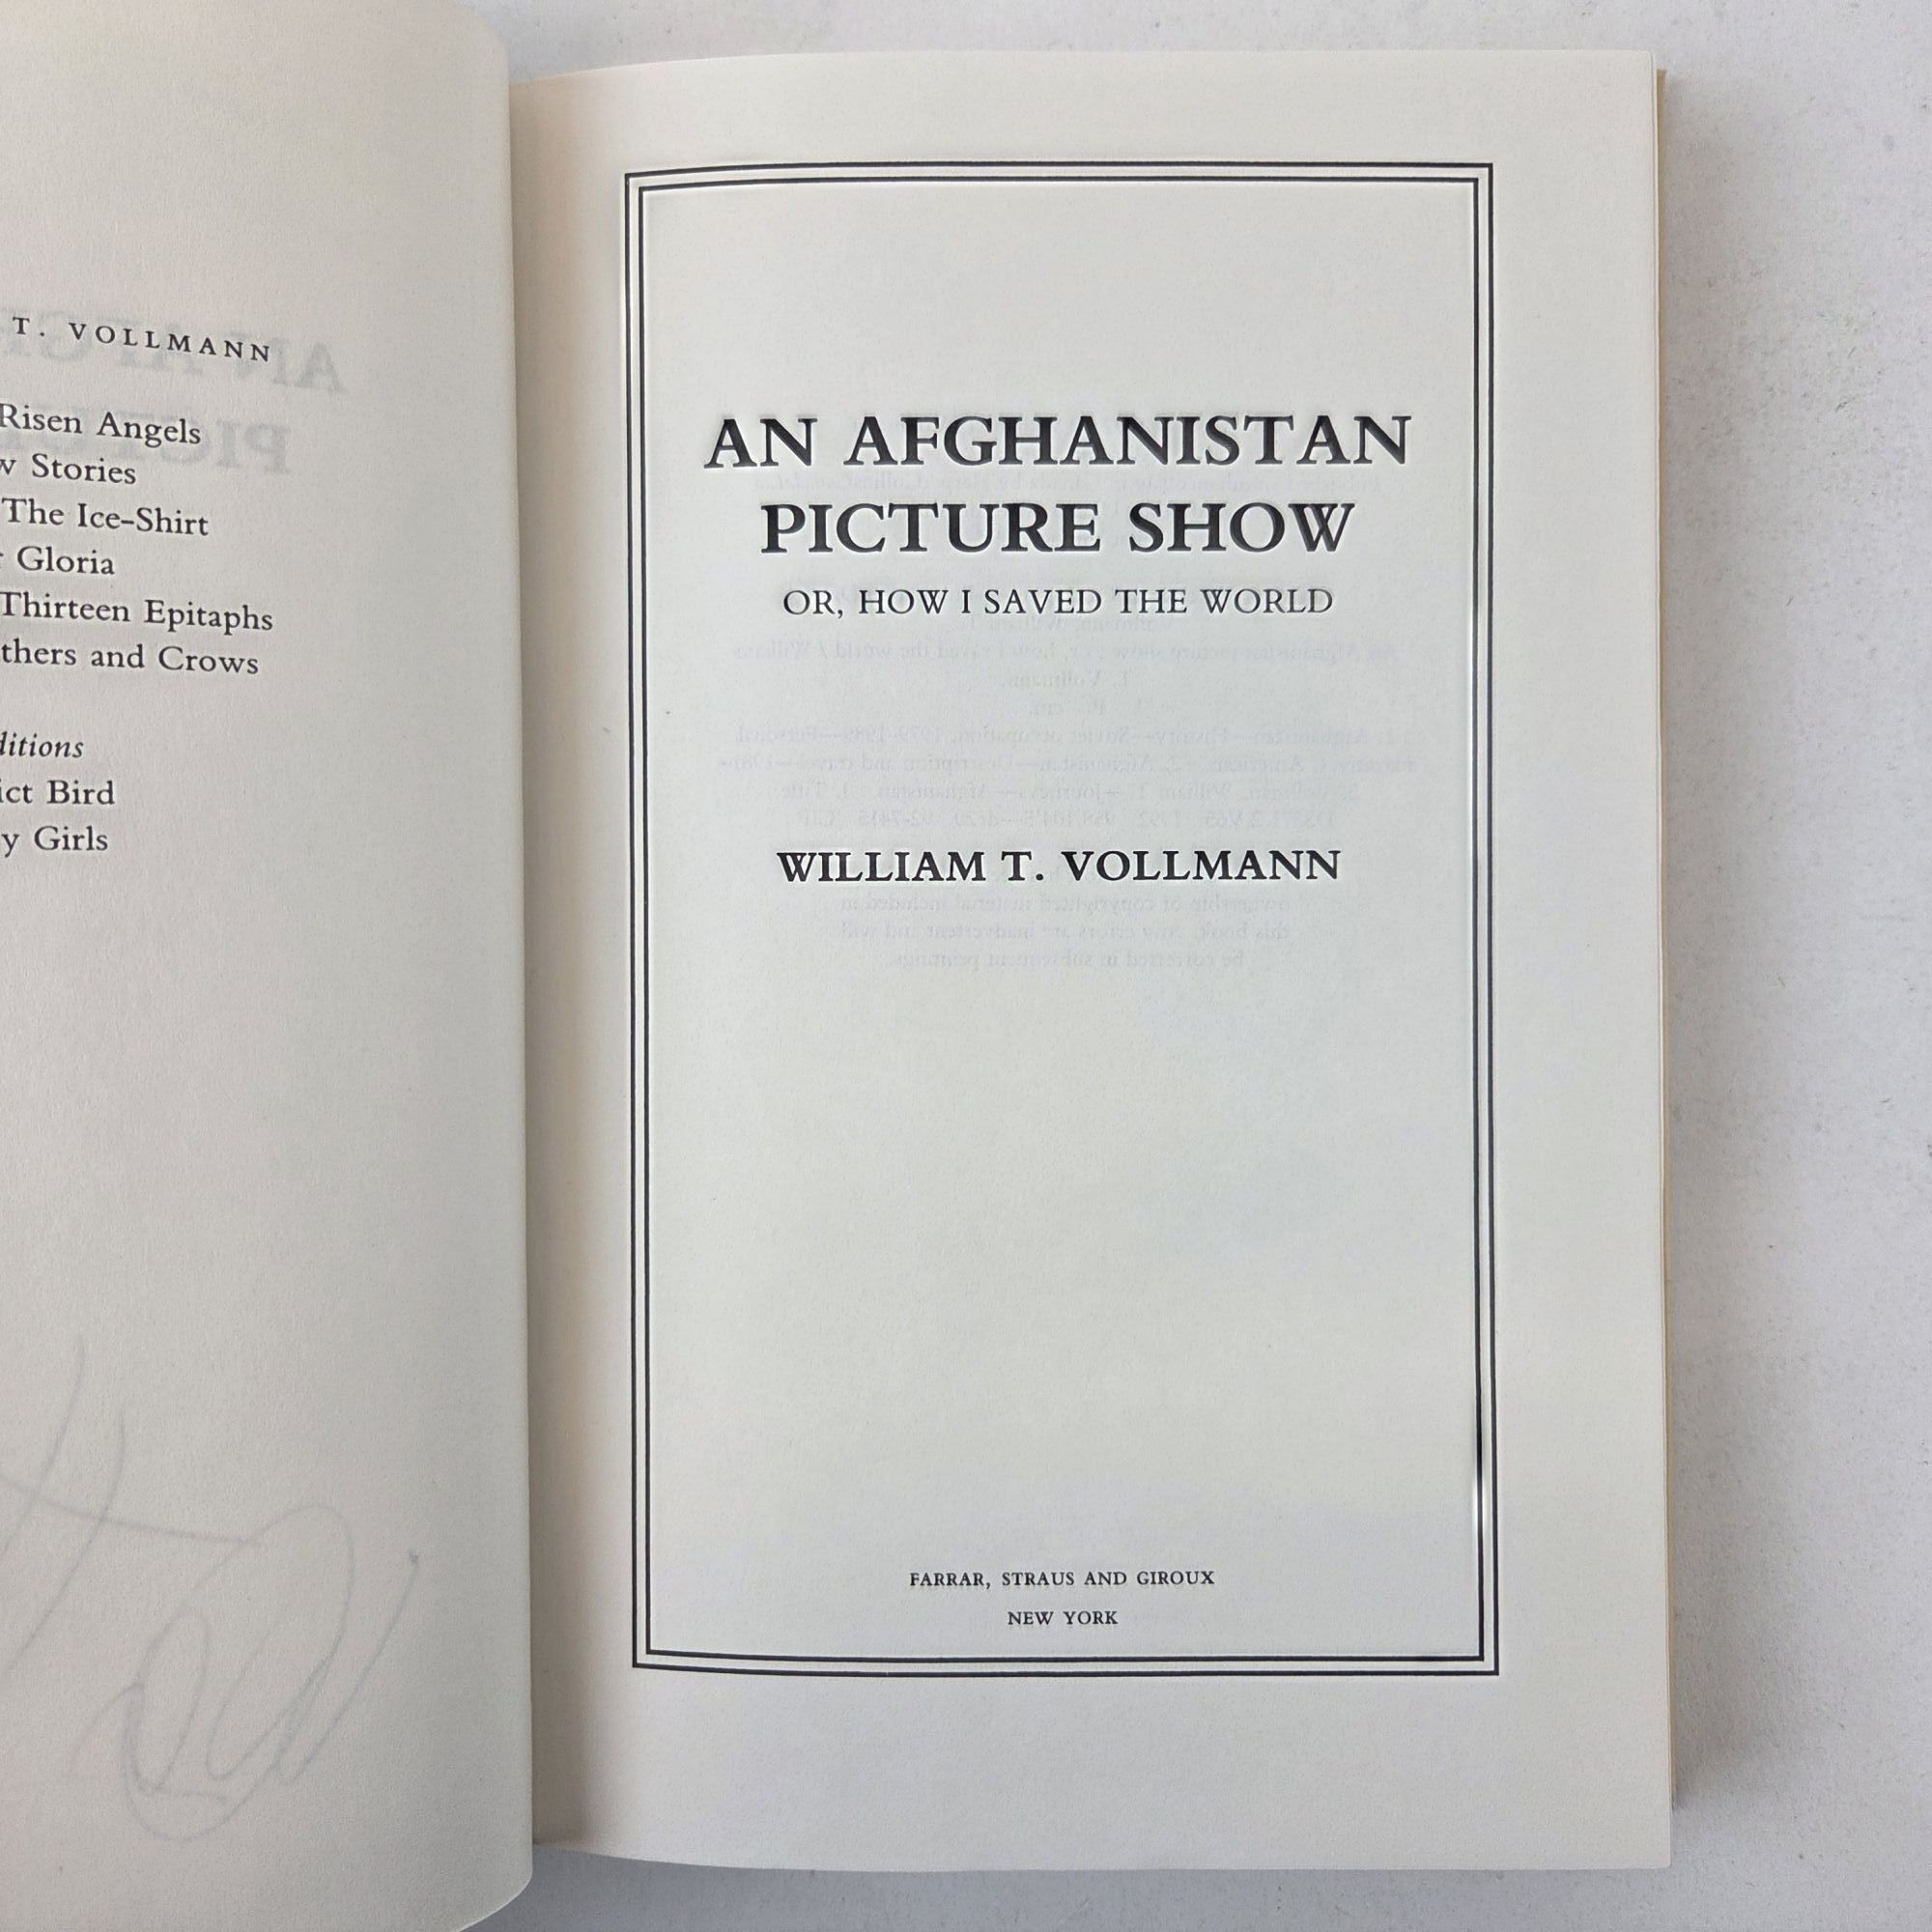 T. VOLLMANN
Risen Angels
w Stories
The Ice-Shirt
r Gloria
Thirteen Epitaphs
thers and Crows
ditions
ict Bird
y Girls
AN AFGHANISTAN
PICTURE SHOW
OR, HOW I SAVED THE WORLD
WILLIAM T. VOLLMANN
FARRAR, STRAUS AND GIROUX
NEW YORK